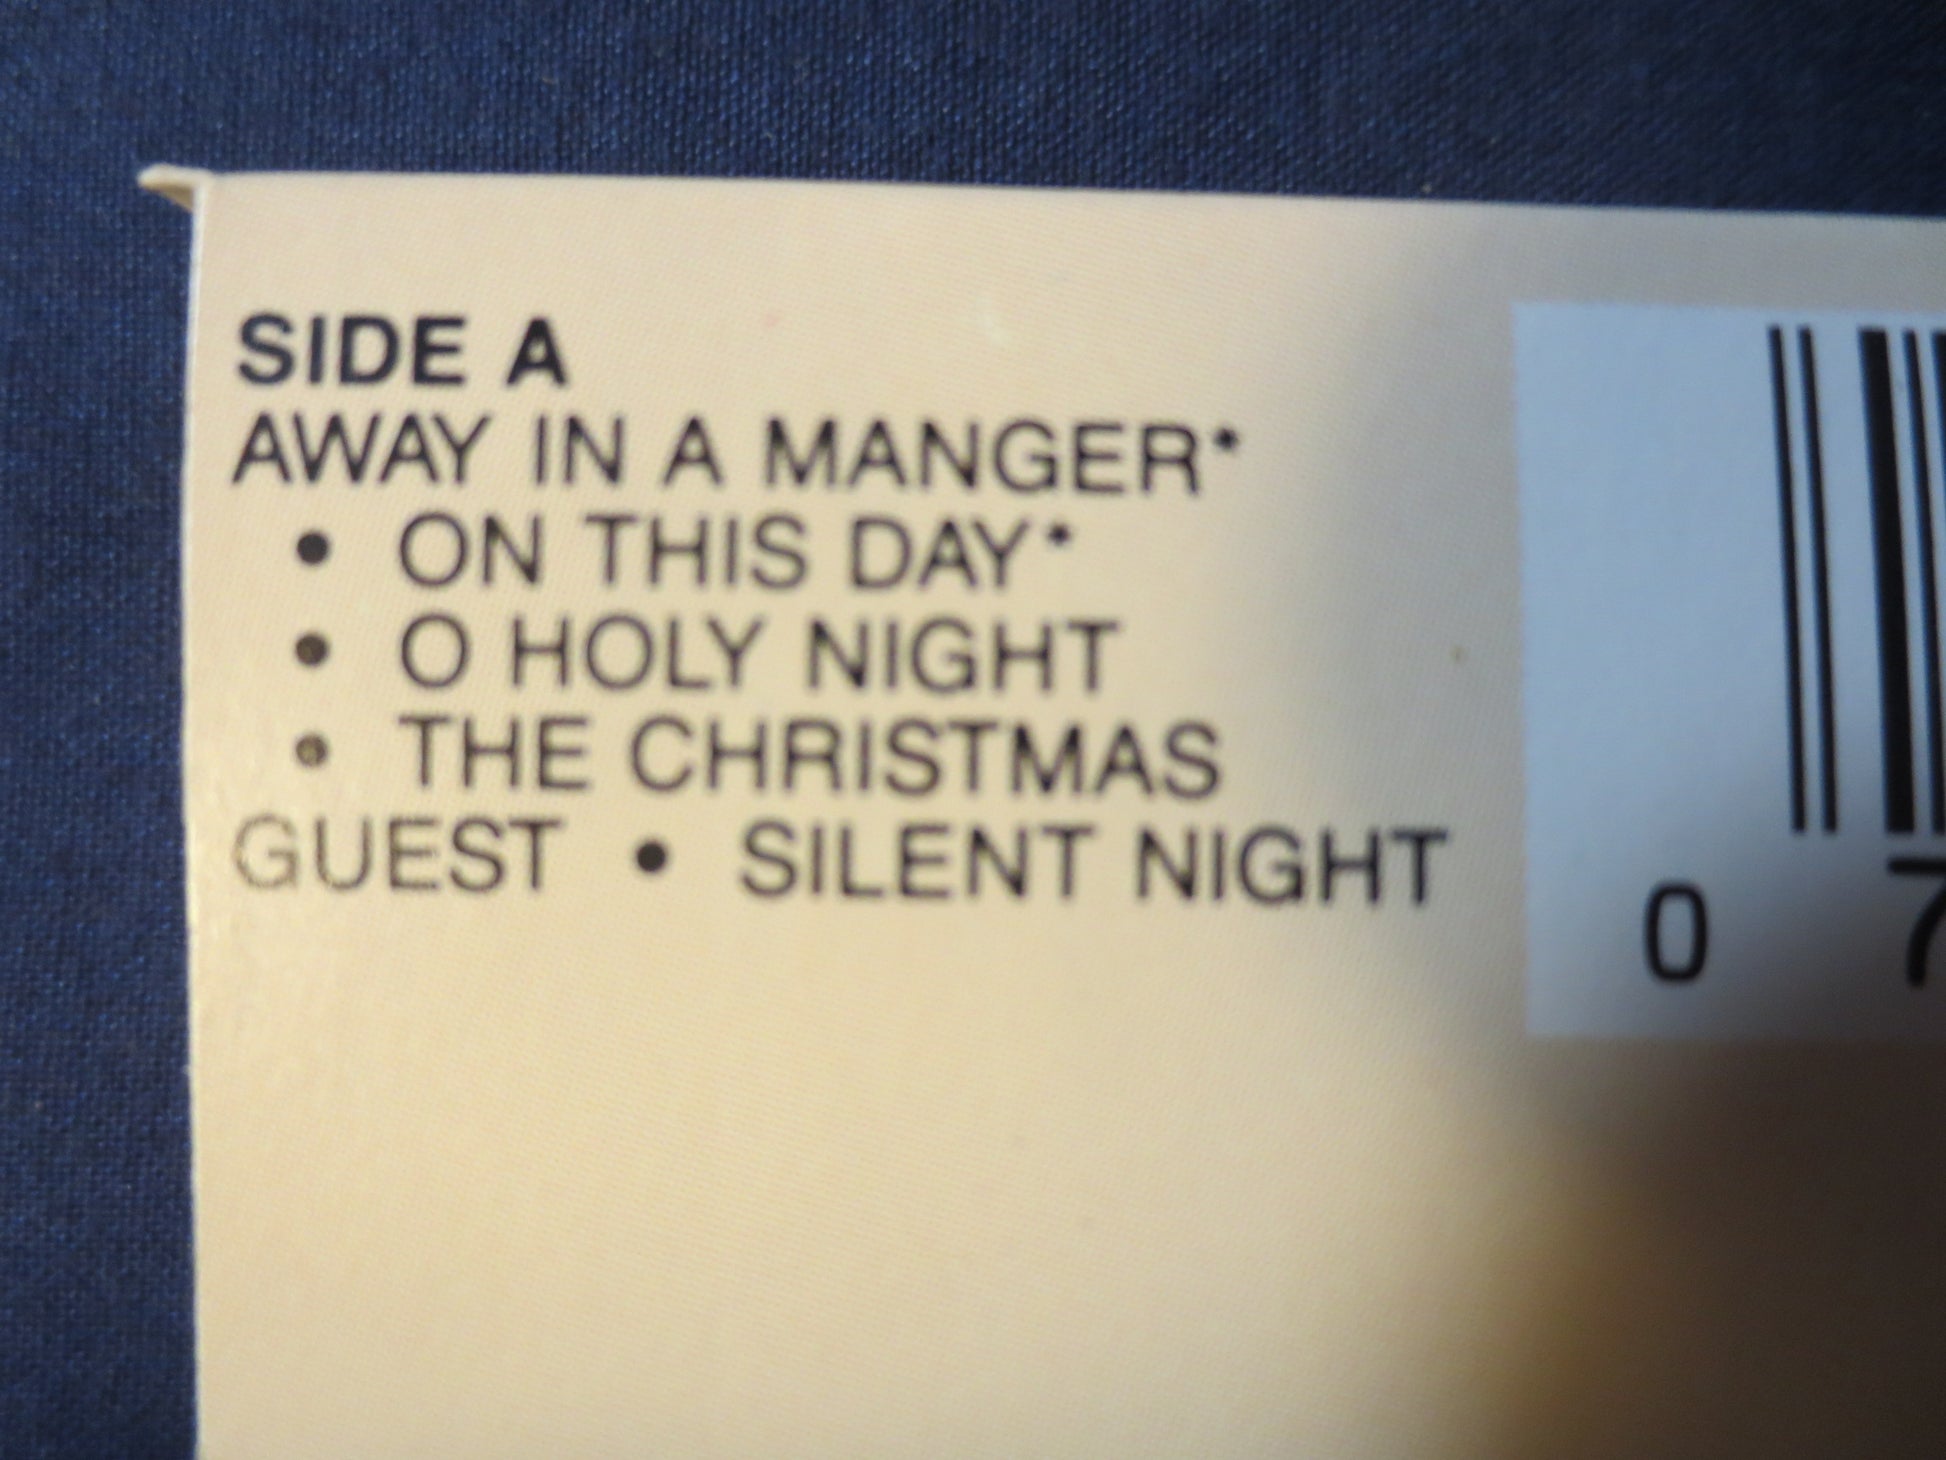 SIDE A
AWAY IN A MANGER*
• ON THIS DAY*
• O HOLY NIGHT
• THE CHRISTMAS
GUEST • SILENT NIGHT
0 7